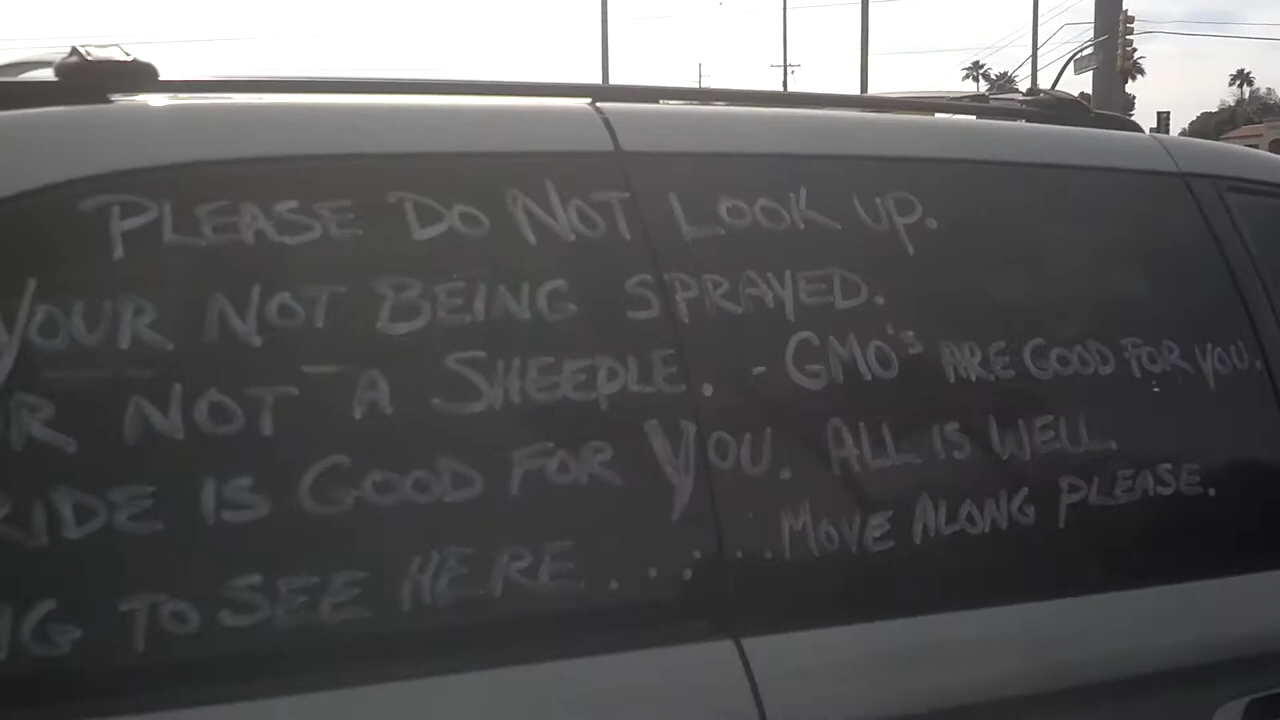 PLEASE DO NOT LOOK UP.
YOUR NOT BEING SPRAYED.
NOT A SHEEPLE. - GMO's ARE GOOD FOR YOU.
IS GOOD FOR YOU. ALL IS WELL.
TO SEE HERE........MOVE ALONG PLEASE.